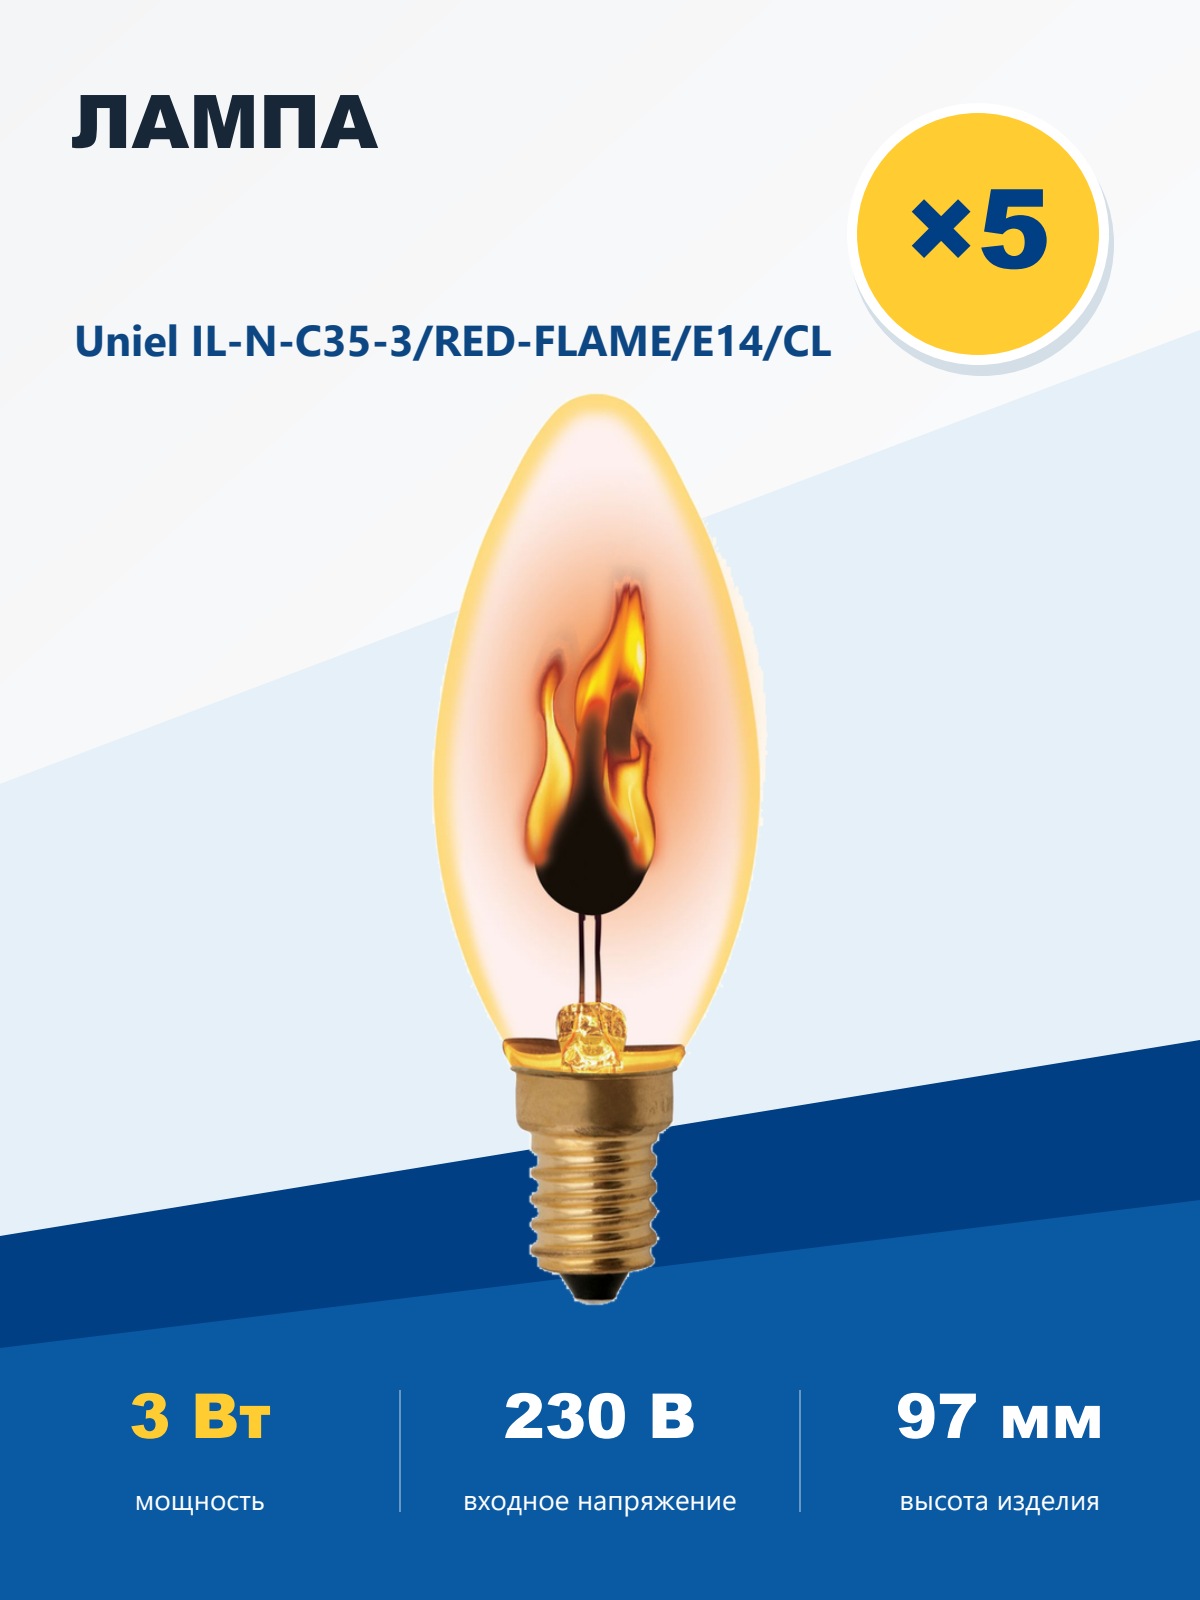 ЛАМПА
×5
Uniel IL-N-C35-3/RED-FLAME/E14/CL
3 Вт
230 В
97 мм
мощность
входное напряжение
высота изделия